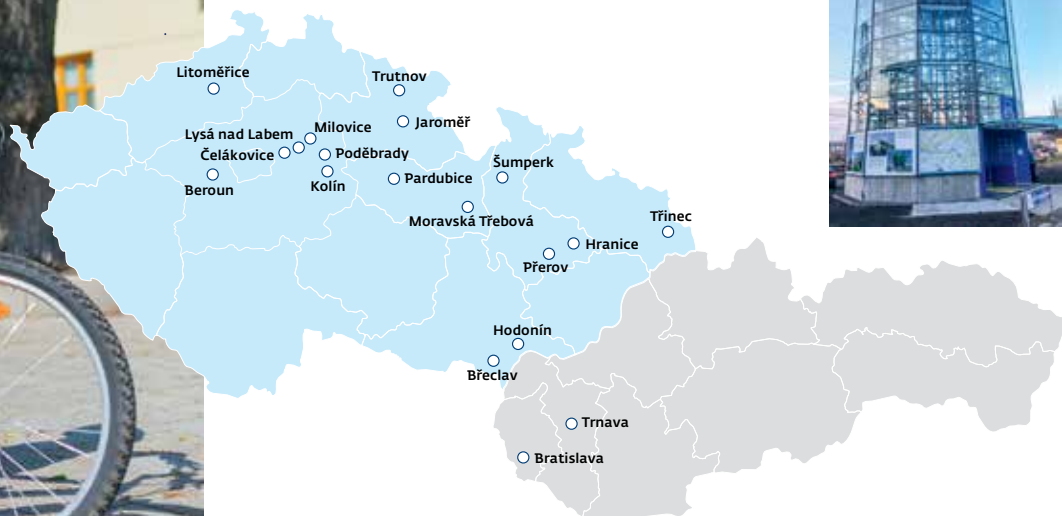 Litoměřice
Trutnov
Jaroměř
Lysá nad Labem
Milovice
Čelákovice
Poděbrady
Beroun
Kolín
Pardubice
Šumperk
Moravská Třebová
Třinec
Hranice
Přerov
Hodonín
Břeclav
Trnava
Bratislava